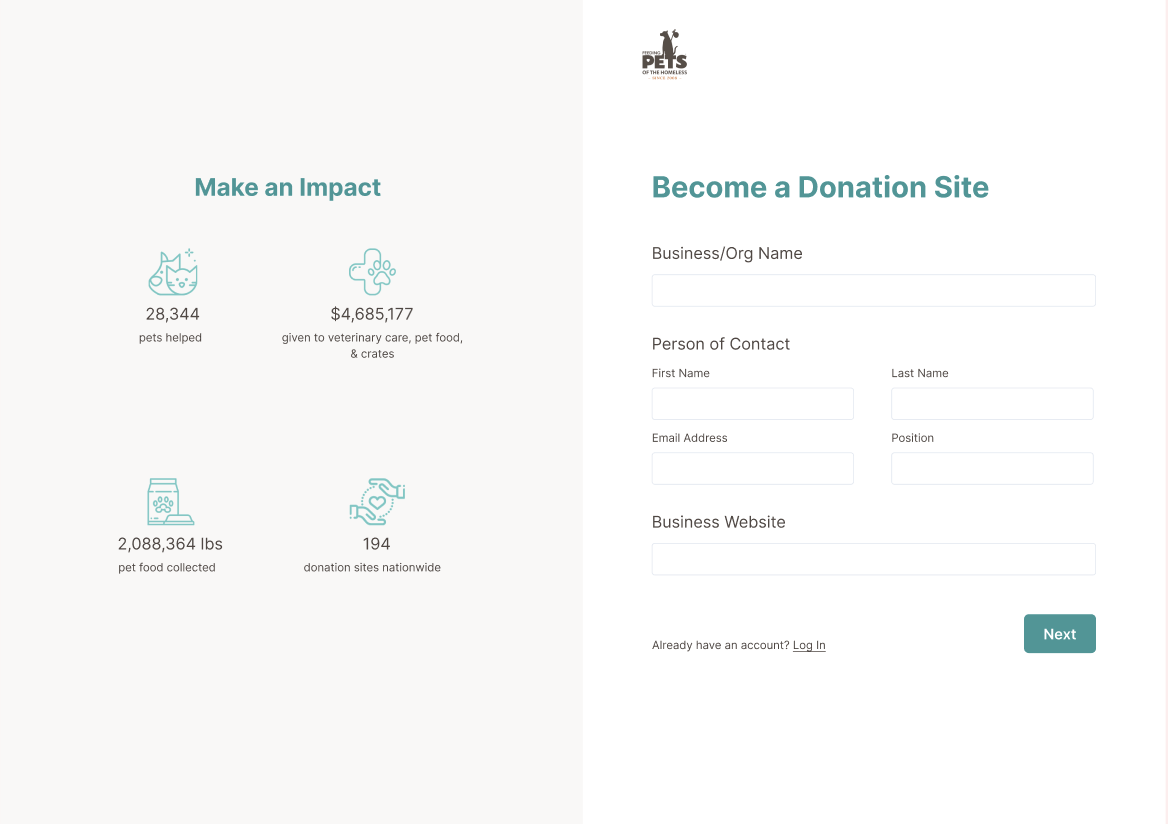 Make an Impact
28,344
pets helped
$4,685,177
given to veterinary care, pet food,
& crates
2,088,364 lbs
pet food collected
194
donation sites nationwide
FEEDING
PETS
OF THE HOMELESS
Become a Donation Site
Business/Org Name
Person of Contact
First Name
Last Name
Email Address
Position
Business Website
Already have an account? Log In
Next